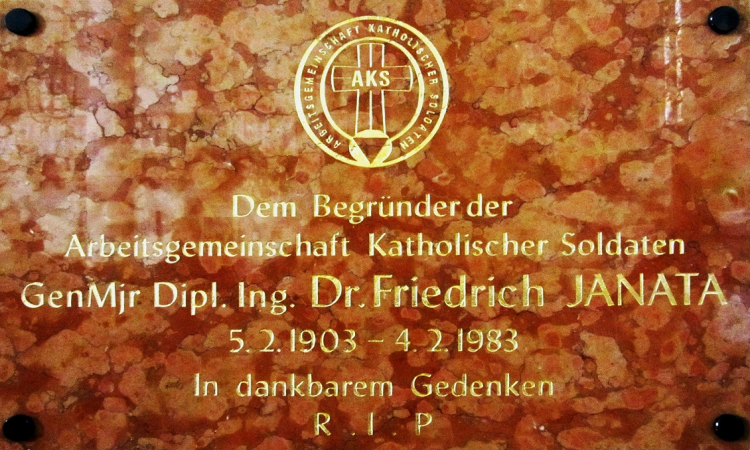 ARBEITSGEMEINSCHAFT KATHOLISCHER SOLDATEN
AKS
Dem Begründer der
Arbeitsgemeinschaft Katholischer Soldaten
GenMjr Dipl. Ing. Dr. Friedrich JANATA
5. 2. 1903 – 4. 2. 1983
In dankbarem Gedenken
R . I . P